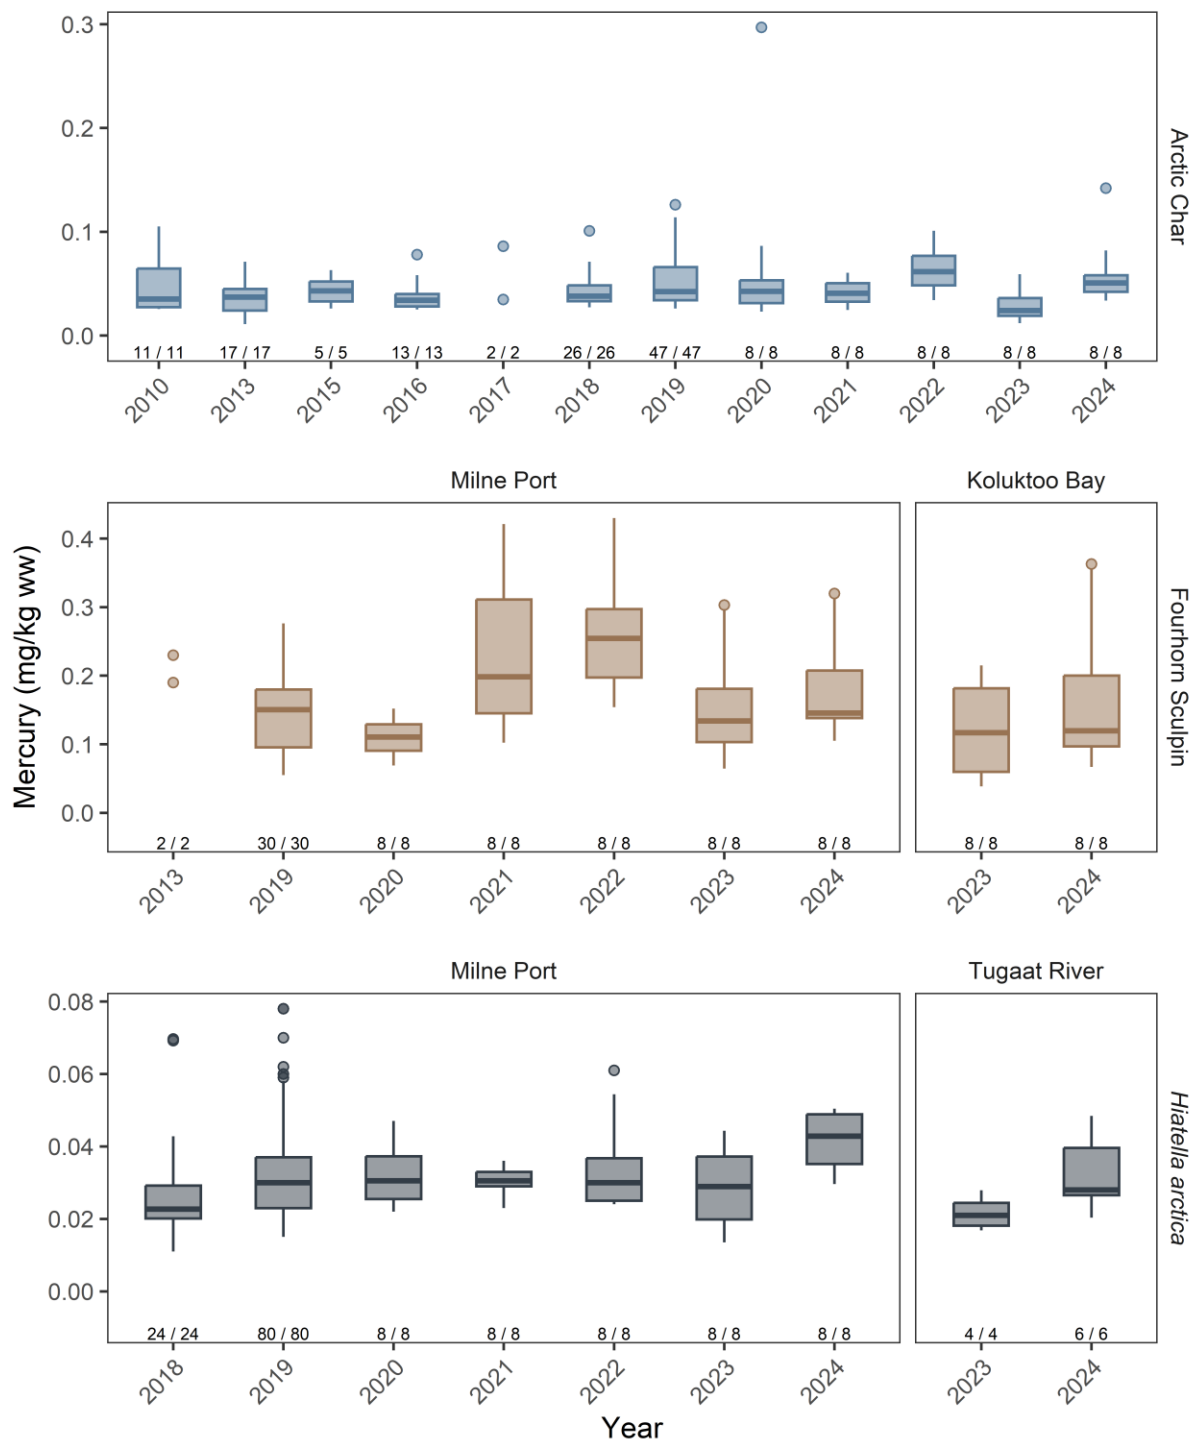 0.3
0.2
0.1
0.0
Arctic Char
11 / 11 17 / 17 5 / 5 13 / 13 2 / 2 26 / 26 47 / 47 8 / 8 8 / 8 8 / 8 8 / 8 8 / 8
2010 2013 2015 2016 2017 2018 2019 2020 2021 2022 2023 2024
Milne Port Koluktoo Bay
Mercury (mg/kg ww)
0.4
0.3
0.2
0.1
0.0
Fourhorn Sculpin
2 / 2 30 / 30 8 / 8 8 / 8 8 / 8 8 / 8 8 / 8 8 / 8 8 / 8
2013 2019 2020 2021 2022 2023 2024 2023 2024
Milne Port Tugaat River
0.08
0.06
0.04
0.02
0.00
Hiatella arctica
24 / 24 80 / 80 8 / 8 8 / 8 8 / 8 8 / 8 8 / 8 4 / 4 6 / 6
2018 2019 2020 2021 2022 2023 2024 2023 2024
Year